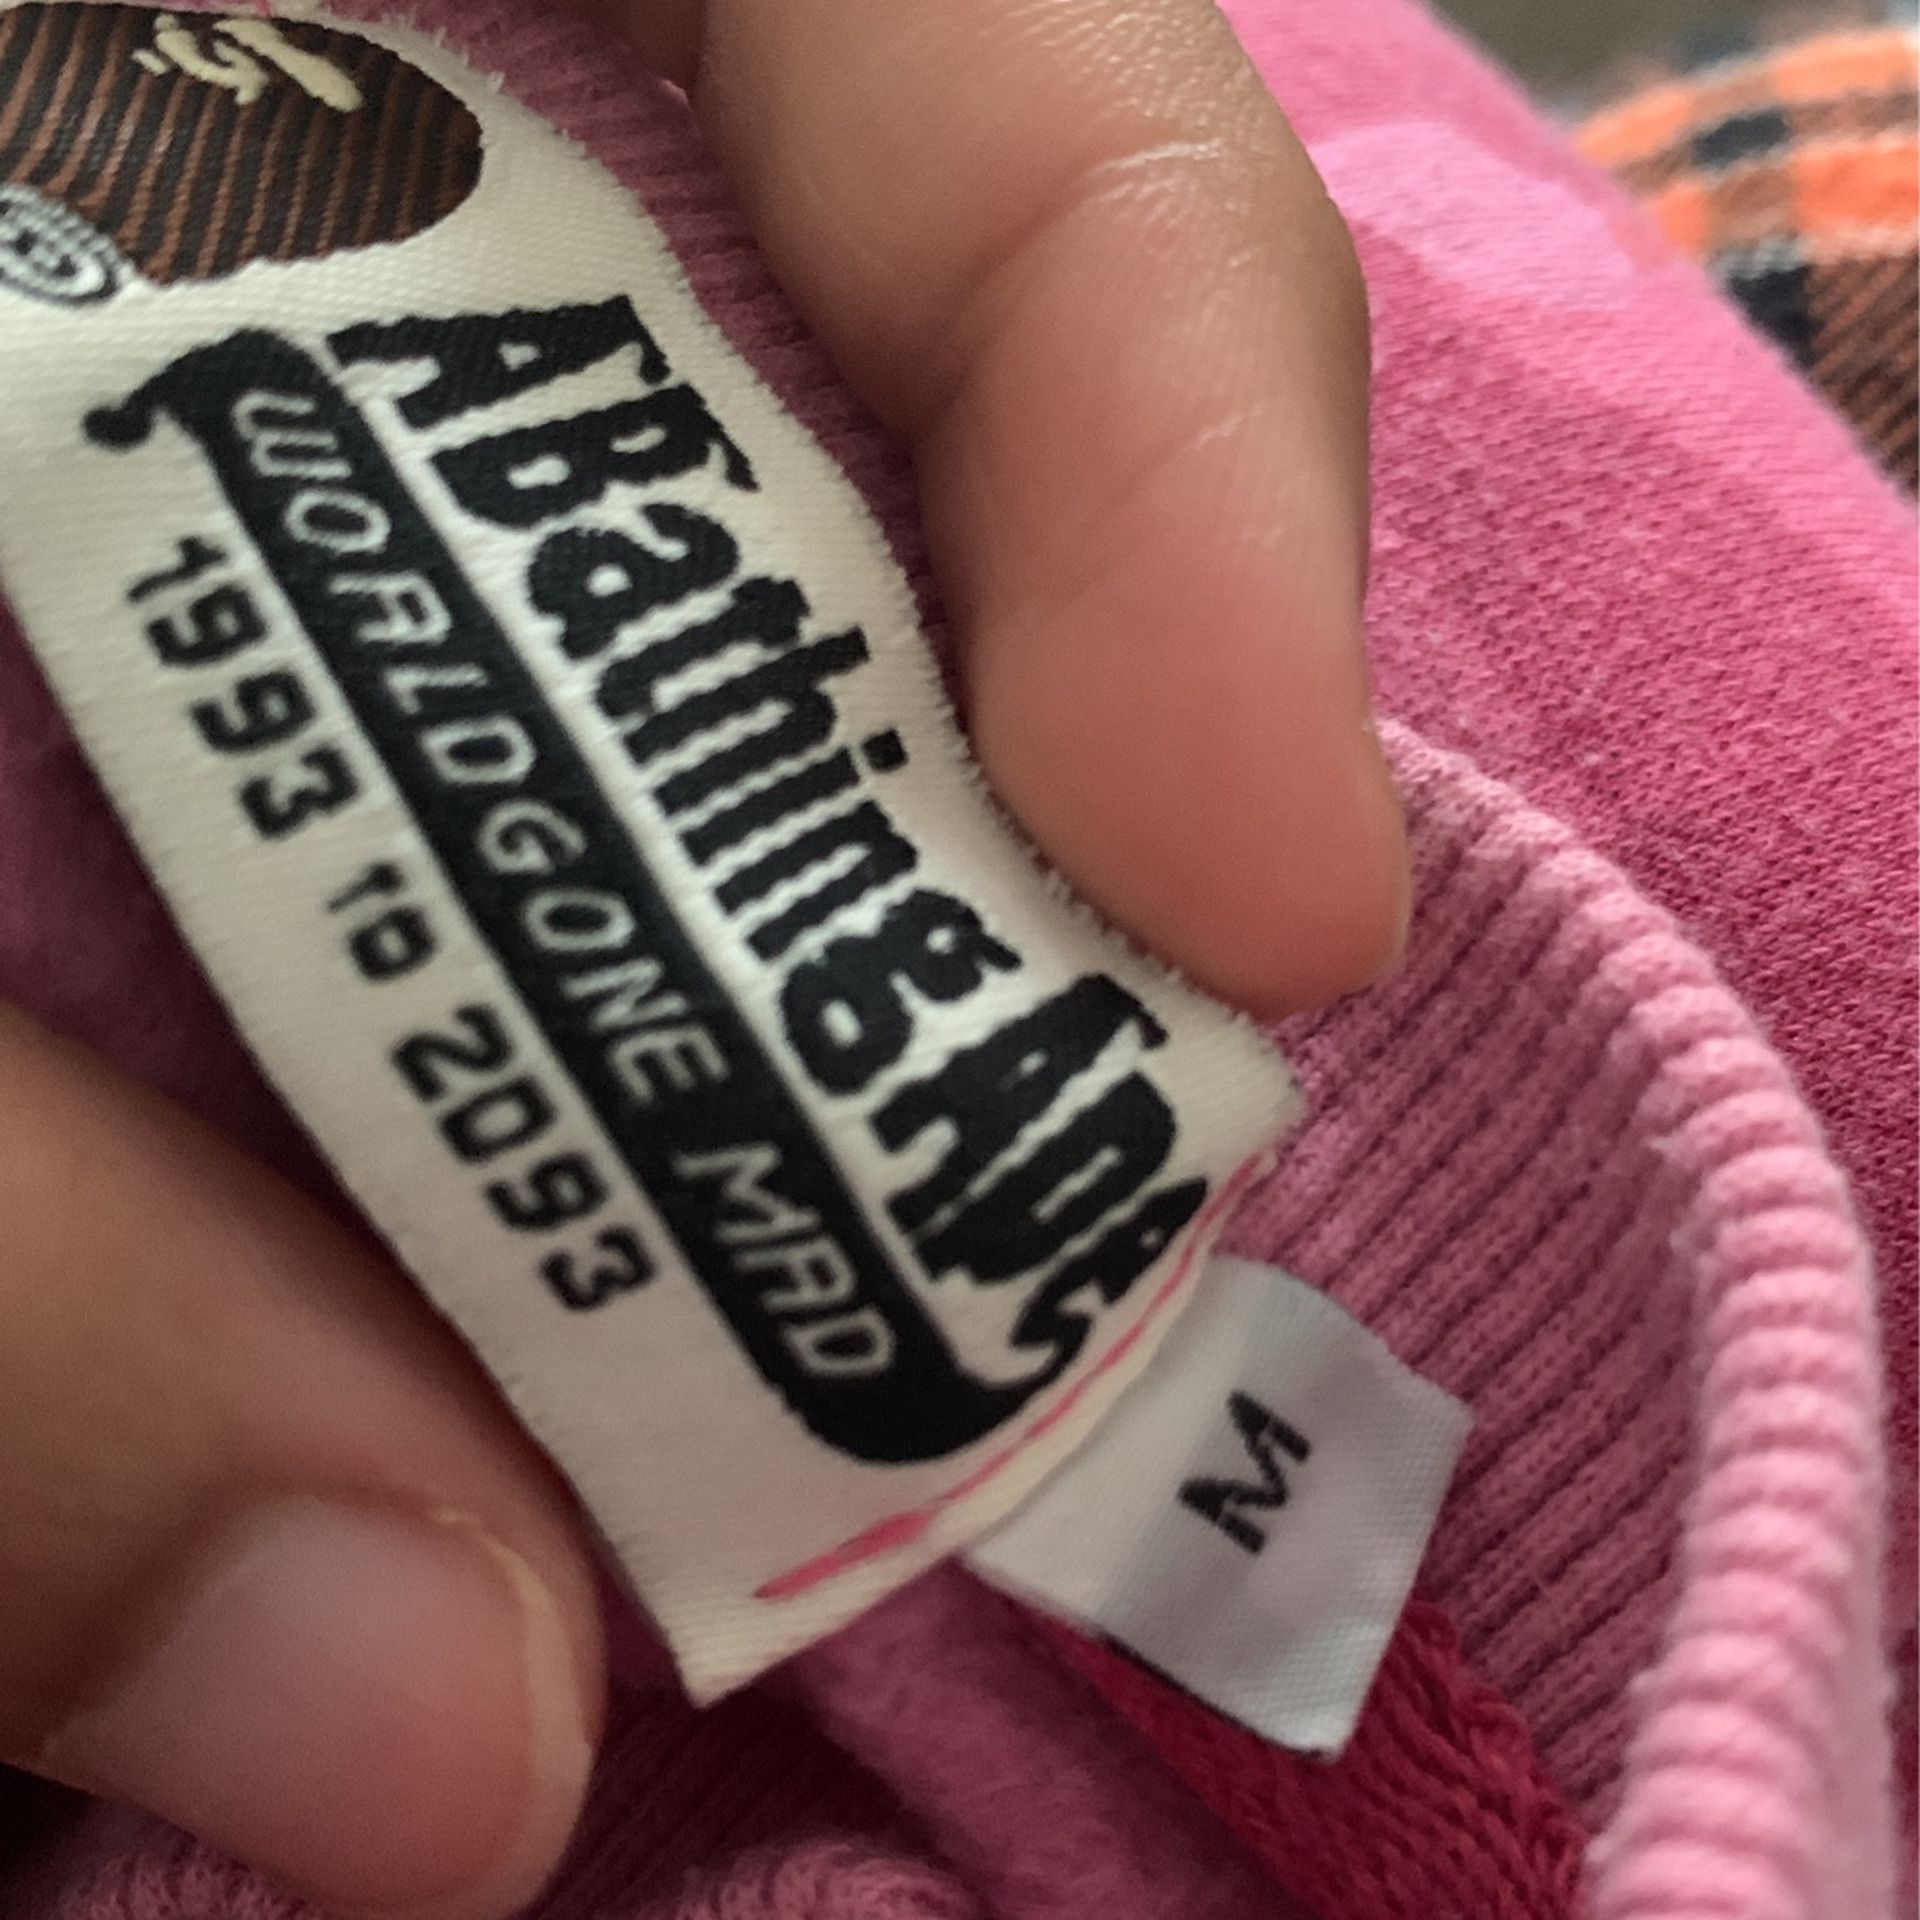 A BaThing APe
WORLD GONE MAD
1993 TO 2093
M